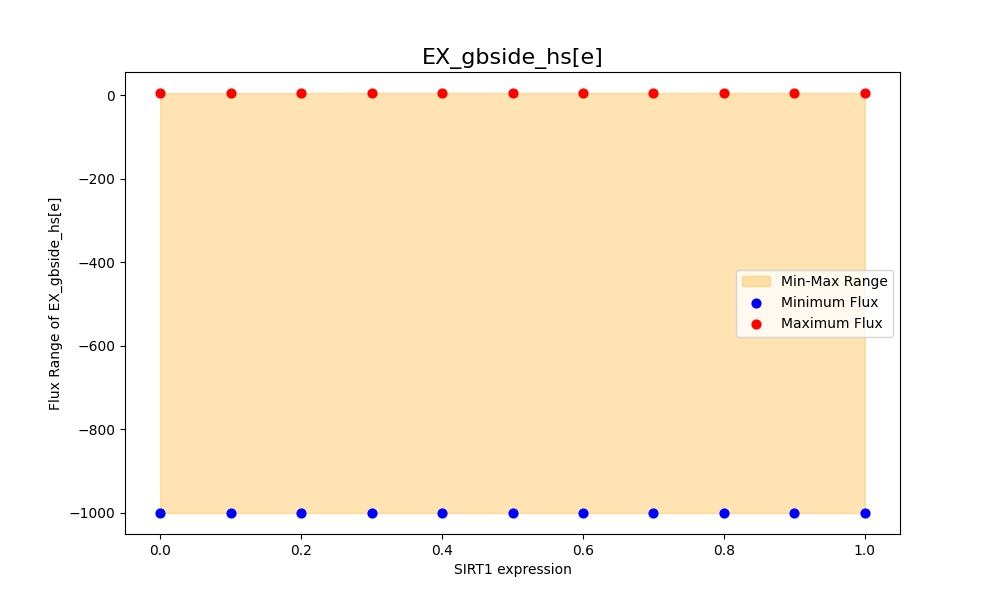 EX_gbside_hs[e]
Flux Range of EX_gbside_hs[e]
0
−200
−400
−600
−800
−1000
Min-Max Range
Minimum Flux
Maximum Flux
0.0
0.2
0.4
0.6
0.8
1.0
SIRT1 expression